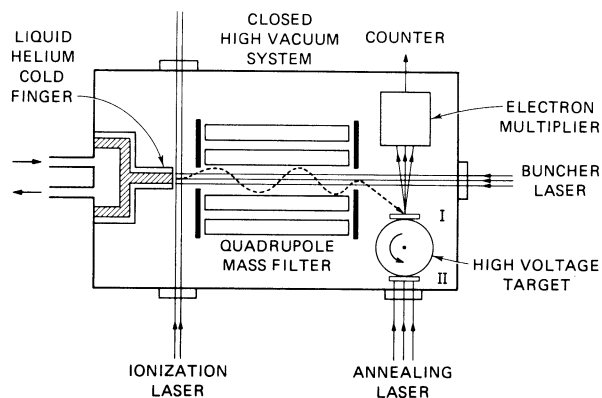 LIQUID
HELIUM
COLD
FINGER
CLOSED
HIGH VACUUM
SYSTEM
COUNTER
ELECTRON
MULTIPLIER
BUNCHER
LASER
I
QUADRUPOLE
MASS FILTER
HIGH VOLTAGE
TARGET
II
IONIZATION
LASER
ANNEALING
LASER